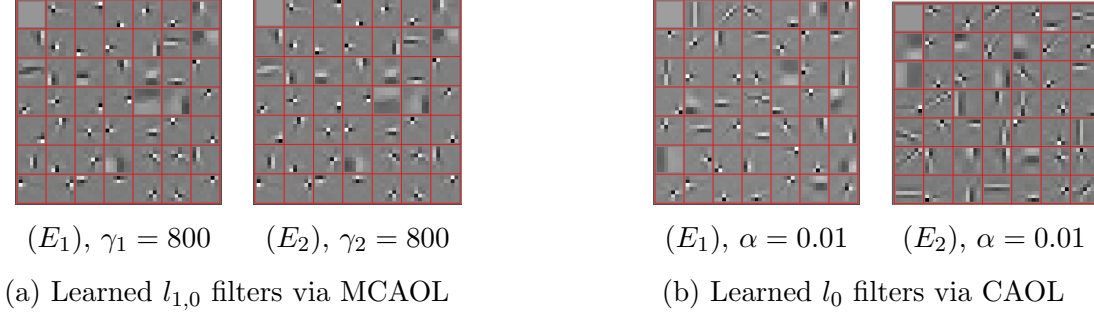 (E₁), γ₁ = 800
(E₂), γ₂ = 800
(a) Learned l₁,₀ filters via MCAOL
(E₁), α = 0.01
(E₂), α = 0.01
(b) Learned l₀ filters via CAOL